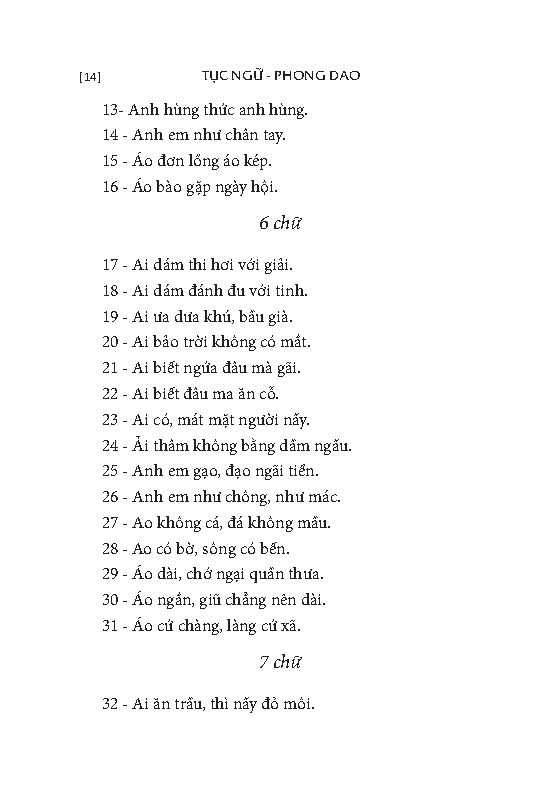 [14] TỤC NGỮ - PHONG DAO
13- Anh hùng thức anh hùng.
14 - Anh em như chân tay.
15 - Áo đơn lồng áo kép.
16 - Áo bào gặp ngày hội.
6 chữ
17 - Ai dám thi hơi với giải.
18 - Ai dám đánh đu với tinh.
19 - Ai ưa dưa khú, bầu già.
20 - Ai bảo trời không có mắt.
21 - Ai biết ngứa đâu mà gãi.
22 - Ai biết đâu ma ăn cỗ.
23 - Ai có, mát mặt người nấy.
24 - Ải thâm không bằng dầm ngấu.
25 - Anh em gạo, đạo ngãi tiền.
26 - Anh em như chông, như mác.
27 - Ao không cá, đá không mầu.
28 - Ao có bờ, sông có bến.
29 - Áo dài, chớ ngại quần thưa.
30 - Áo ngắn, giũ chẳng nên dài.
31 - Áo cứ chàng, làng cứ xã.
7 chữ
32 - Ai ăn trầu, thì nấy đỏ môi.